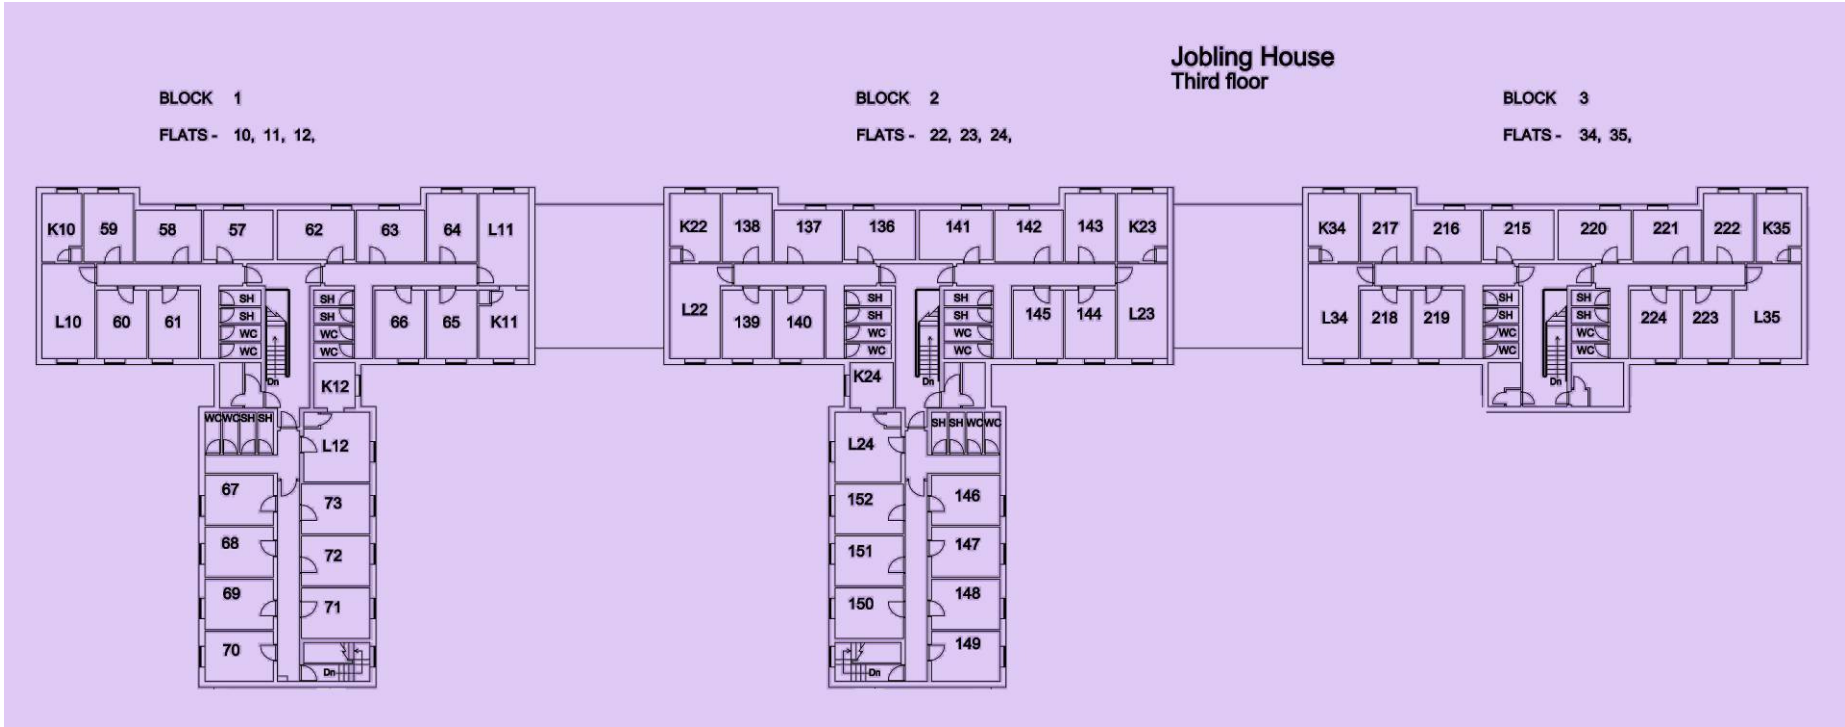 Jobling House
Third floor
BLOCK 1
FLATS - 10, 11, 12,
BLOCK 2
FLATS - 22, 23, 24,
BLOCK 3
FLATS - 34, 35,
K10 59 58 57 62 63 64 L11
L10 60 61 SH SH 66 65 K11
SH SH
WC WC
WC WC
Dn
K12
WC WC SH SH
L12
67 73
68 72
69 71
70
Dn
K22 138 137 136 141 142 143 K23
L22 139 140 SH SH 145 144 L23
SH SH
WC WC
WC WC
Dn
K24
SH SH WC WC
L24
152 146
151 147
150 148
149
Dn
K34 217 216 215 220 221 222 K35
L34 218 219 SH SH 224 223 L35
SH SH
WC WC
WC WC
Dn